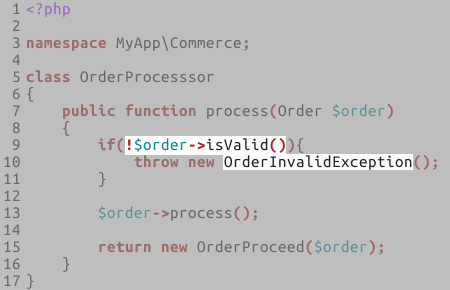 1 <?php
2
3 namespace MyApp\Commerce;
4
5 class OrderProcesssor
6 {
7     public function process(Order $order)
8     {
9         if(!$order->isValid()){
10             throw new OrderInvalidException();
11         }
12
13         $order->process();
14
15         return new OrderProceed($order);
16     }
17 }